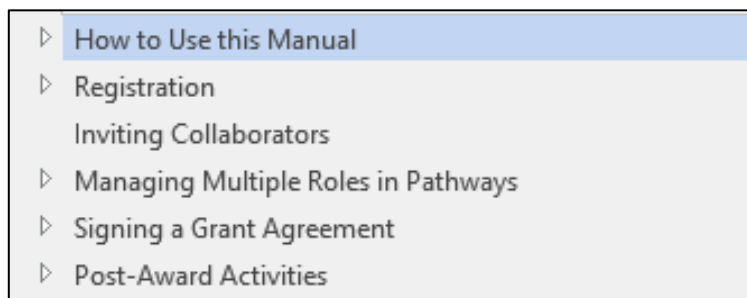 How to Use this Manual
Registration
Inviting Collaborators
Managing Multiple Roles in Pathways
Signing a Grant Agreement
Post-Award Activities